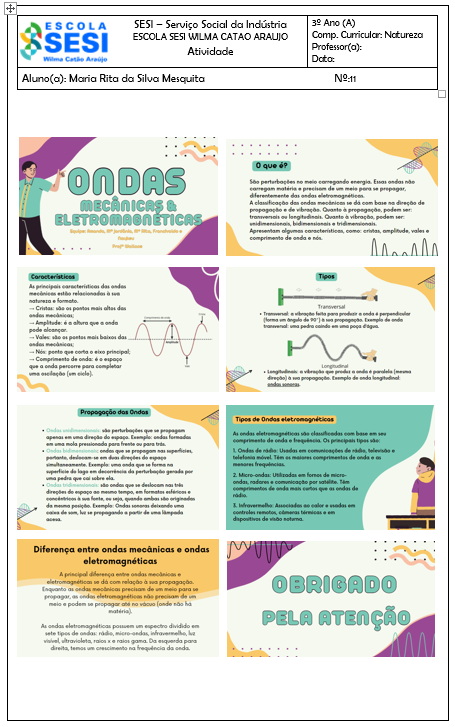 ESCOLA
SESI
Wilma Catão Araújo
SESI – Serviço Social da Indústria
ESCOLA SESI WILMA CATAO ARAUJO
Atividade
3º Ano (A)
Comp. Curricular: Natureza
Professor(a):
Data:
Aluno(a): Maria Rita da Silva Mesquita
Nº:11
ONDAS
MECÂNICAS &
ELETROMAGNÉTICAS
O que é?
São perturbações no meio carregando energia. Essas ondas não
carregam matéria e precisam de um meio para se propagar,
diferentemente das ondas eletromagnéticas.
A classificação das ondas mecânicas se dá com base na direção de
propagação e de vibração. Quanto à propagação, podem ser:
transversais ou longitudinais. Quanto à vibração, podem ser:
unidimensionais, bidimensionais e tridimensionais.
Apresentam algumas características, como: cristas, amplitude, vales e
comprimento de onda e nós.
Características
As principais características das ondas
mecânicas estão relacionadas à sua
natureza e formato.
→ Cristas: são os pontos mais altos das
ondas mecânicas;
→ Amplitude: é a altura que a onda
pode alcançar.
→ Vales: são os pontos mais baixos das
ondas mecânicas;
→ Nós: ponto que corta o eixo principal;
→ Comprimento de onda: é o espaço
que a onda percorre para completar
uma oscilação (um ciclo).
Tipos
Transversal
Transversal: a vibração feita para produzir a onda é perpendicular
(forma um ângulo de 90°) à sua propagação. Exemplo de onda
transversal: uma pedra caindo em uma poça d'água.
Longitudinal
Longitudinais: a vibração que produz a onda é paralela (mesma
direção) à sua propagação. Exemplo de onda longitudinal:
ondas sonoras.
Propagação das Ondas
Ondas unidimensionais: são perturbações que se propagam
apenas em uma direção do espaço. Exemplo: ondas formadas
em uma mola pressionada para frente ou para trás.
Ondas bidimensionais: ondas que se propagam nas superfícies,
portanto, deslocam-se em duas direções do espaço
simultaneamente. Exemplo: uma onda que se forma na
superfície do lago em decorrência da perturbação gerada por
uma pedra que cai sobre ela.
Ondas tridimensionais: são ondas que se deslocam nas três
direções do espaço ao mesmo tempo, em formatos esféricos e
concêntricos à sua fonte, ou seja, quando ambas são originadas
da mesma posição. Exemplo: Ondas sonoras deixando uma
caixa de som, luz se propagando a partir de uma lâmpada
acesa.
Tipos de Ondas eletromagnéticas
As ondas eletromagnéticas são classificadas com base em seu
comprimento de onda e frequência. Os principais tipos são:
1. Ondas de rádio: Usadas em comunicações de rádio, televisão e
telefonia móvel. Têm os maiores comprimentos de onda e as
menores frequências.
2. Micro-ondas: Utilizadas em fornos de micro-
ondas, radares e comunicação por satélite. Têm
comprimentos de onda mais curtos que as ondas de
rádio.
3. Infravermelho: Associadas ao calor e usadas em
controles remotos, câmeras térmicas e em
dispositivos de visão noturna.
Diferença entre ondas mecânicas e ondas
eletromagnéticas
A principal diferença entre ondas mecânicas e
eletromagnéticas se dá com relação à sua propagação.
Enquanto as ondas mecânicas precisam de um meio para se
propagar, as ondas eletromagnéticas não precisam de um
meio e podem se propagar até no vácuo (onde não há
matéria).
As ondas eletromagnéticas possuem um espectro dividido em
sete tipos de ondas: rádio, micro-ondas, infravermelho, luz
visível, ultravioleta, raios x e raios gama. Da esquerda para
direita, temos um crescimento na frequência da onda.
OBRIGADO
PELA ATENÇÃO